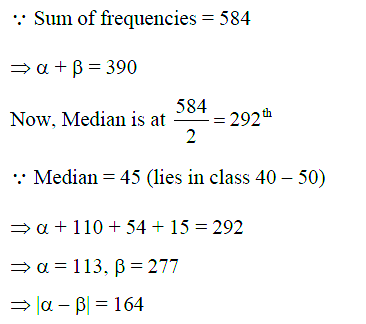 ∵ Sum of frequencies = 584
⇒ α + β = 390
Now, Median is at 584/2 = 292th
∵ Median = 45 (lies in class 40 – 50)
⇒ α + 110 + 54 + 15 = 292
⇒ α = 113, β = 277
⇒ |α – β| = 164